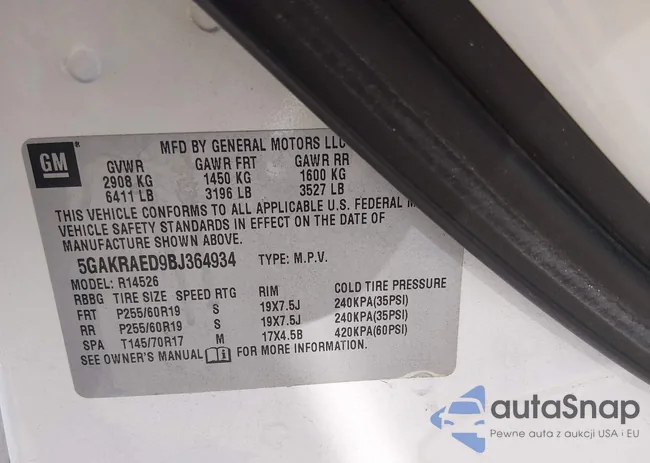 GM
MFD BY GENERAL MOTORS LLC
GVWR GAWR FRT GAWR RR
2908 KG 1450 KG 1600 KG
6411 LB 3196 LB 3527 LB
THIS VEHICLE CONFORMS TO ALL APPLICABLE U.S. FEDERAL M
VEHICLE SAFETY STANDARDS IN EFFECT ON THE DATE OF
MANUFACTURE SHOWN ABOVE.
5GAKRAED9BJ364934 TYPE: M.P.V.
MODEL: R14526
RBBG TIRE SIZE SPEED RTG RIM COLD TIRE PRESSURE
FRT P255/60R19 S 19X7.5J 240KPA(35PSI)
RR P255/60R19 S 19X7.5J 240KPA(35PSI)
SPA T145/70R17 M 17X4.5B 420KPA(60PSI)
SEE OWNER'S MANUAL FOR MORE INFORMATION.
autaSnap
Pewne auta z aukcji USA i EU